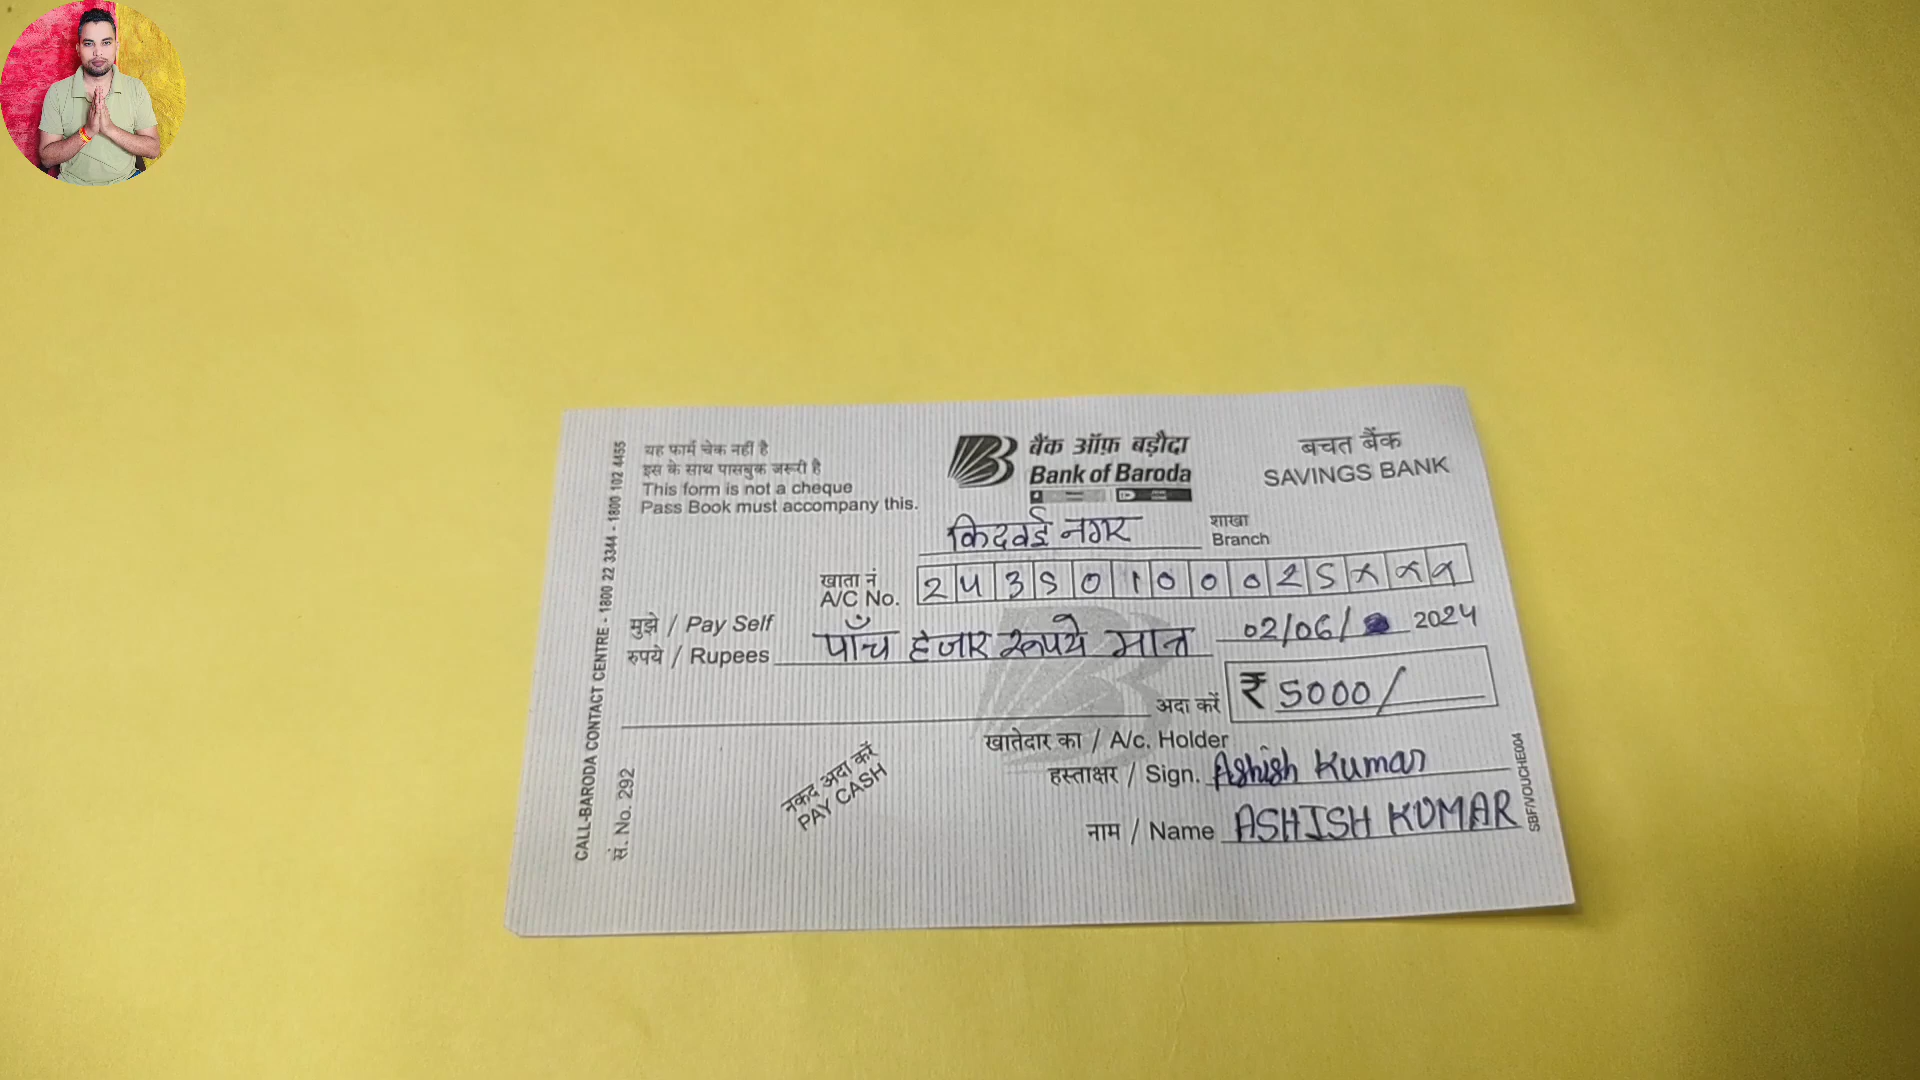 यह फार्म चेक नहीं है
इस के साथ पासबुक जरूरी है
This form is not a cheque
Pass Book must accompany this.
बैंक ऑफ़ बड़ौदा
Bank of Baroda
बचत बैंक
SAVINGS BANK
किदवई नगर शाखा
Branch
खाता नं
A/C No. 2 4 3 5 0 1 0 0 0 2 5 X X X
मुझे / Pay Self
02/06/ 2024
रुपये / Rupees पाँच हजार रूपये मात्र
अदा करें ₹ 5000/
खातेदार का / A/c. Holder
हस्ताक्षर / Sign. Ashish Kumar
नाम / Name ASHISH KUMAR
नकद अदा करें
PAY CASH
CALL-BARODA CONTACT CENTRE - 1800 22 3344 - 1800 102 4455
सं. No. 292
SBF/VOUCHE004